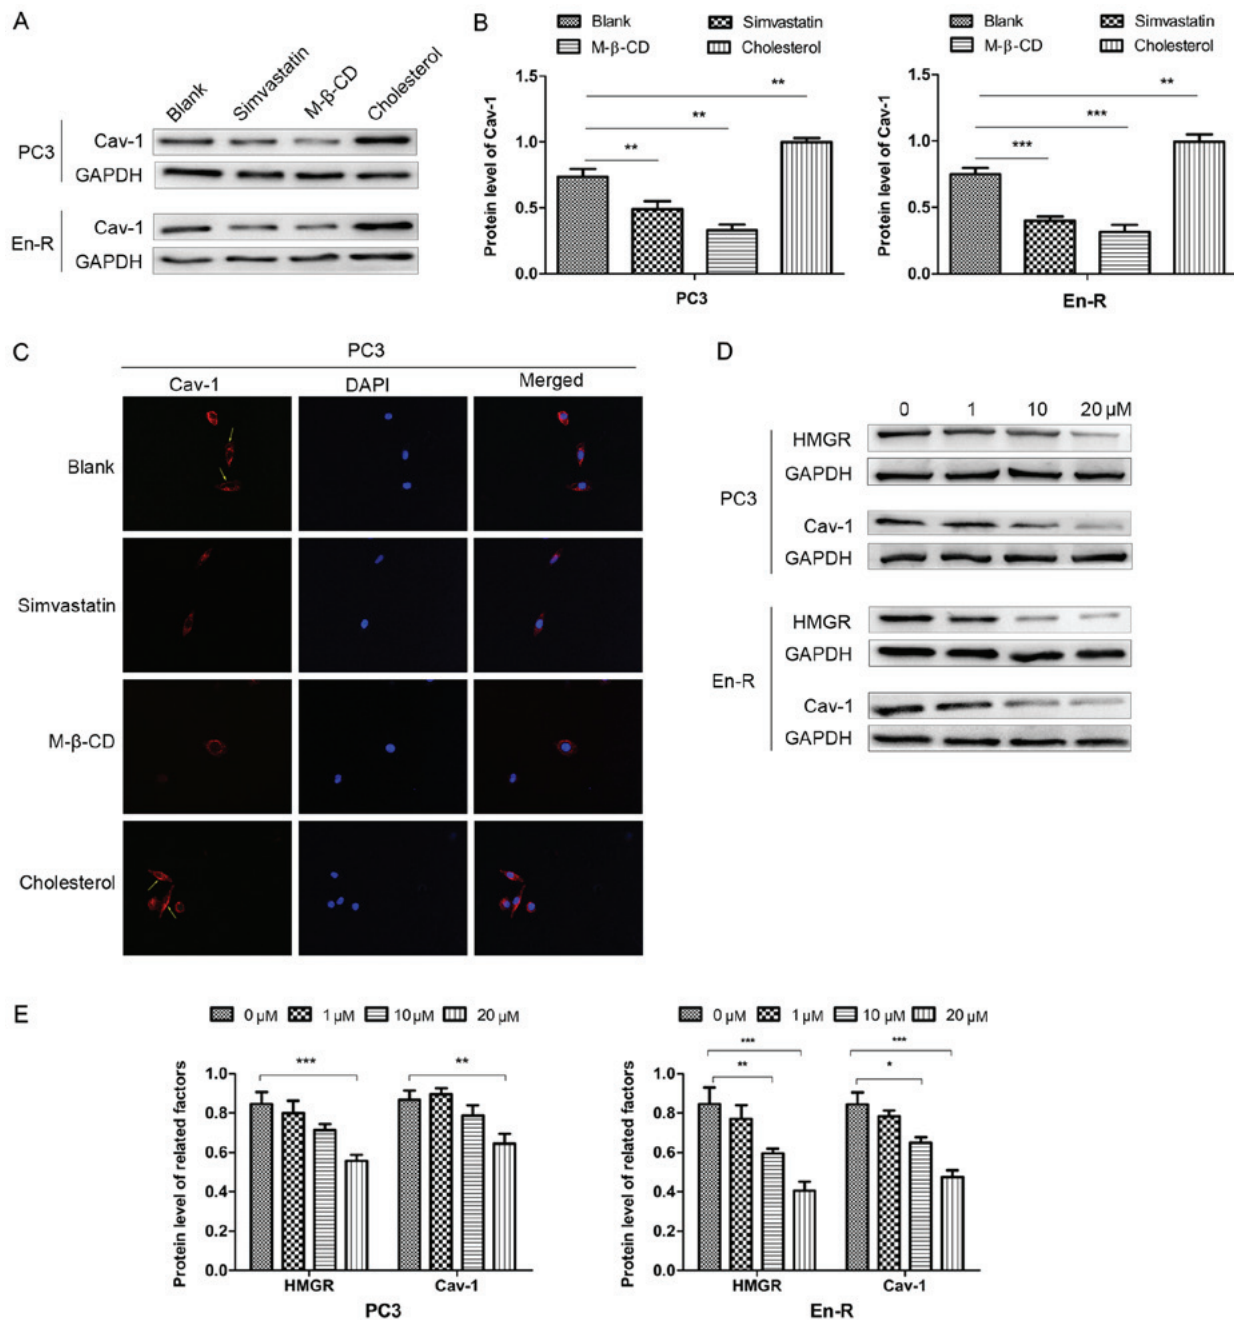 A
Blank
Simvastatin
M-β-CD
Cholesterol
PC3
Cav-1
GAPDH
En-R
Cav-1
GAPDH
B
Blank
Simvastatin
M-β-CD
Cholesterol
Protein level of Cav-1
1.5
1.0
0.5
0.0
**
**
**
PC3
Blank
Simvastatin
M-β-CD
Cholesterol
Protein level of Cav-1
1.5
1.0
0.5
0.0
**
***
***
En-R
C
PC3
Cav-1 DAPI Merged
Blank
Simvastatin
M-β-CD
Cholesterol
D
0 1 10 20 μM
PC3
HMGR
GAPDH
Cav-1
GAPDH
En-R
HMGR
GAPDH
Cav-1
GAPDH
E
0 μM 1 μM 10 μM 20 μM
Protein level of related factors
1.0
0.8
0.6
0.4
0.2
0.0
*** **
HMGR Cav-1
PC3
0 μM 1 μM 10 μM 20 μM
Protein level of related factors
1.0
0.8
0.6
0.4
0.2
0.0
*** ***
** *
HMGR Cav-1
En-R